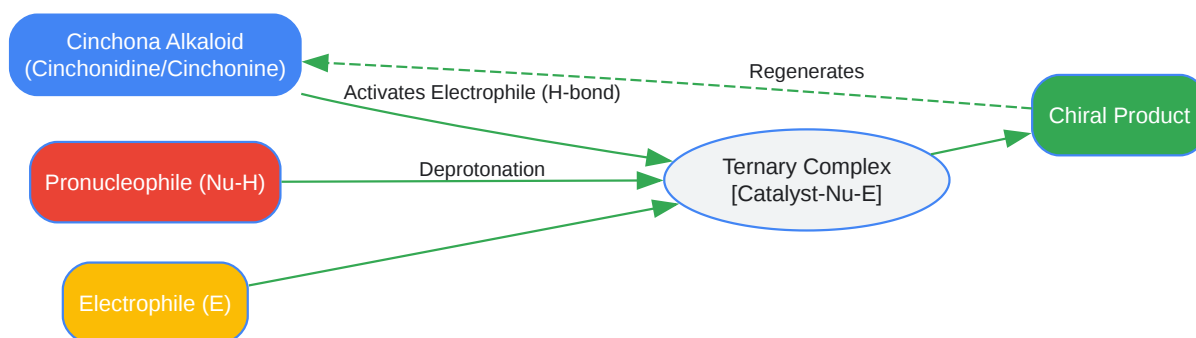 Cinchona Alkaloid
(Cinchonidine/Cinchonine)
Regenerates
Activates Electrophile (H-bond)
Chiral Product
Pronucleophile (Nu-H)
Deprotonation
Ternary Complex
[Catalyst-Nu-E]
Electrophile (E)